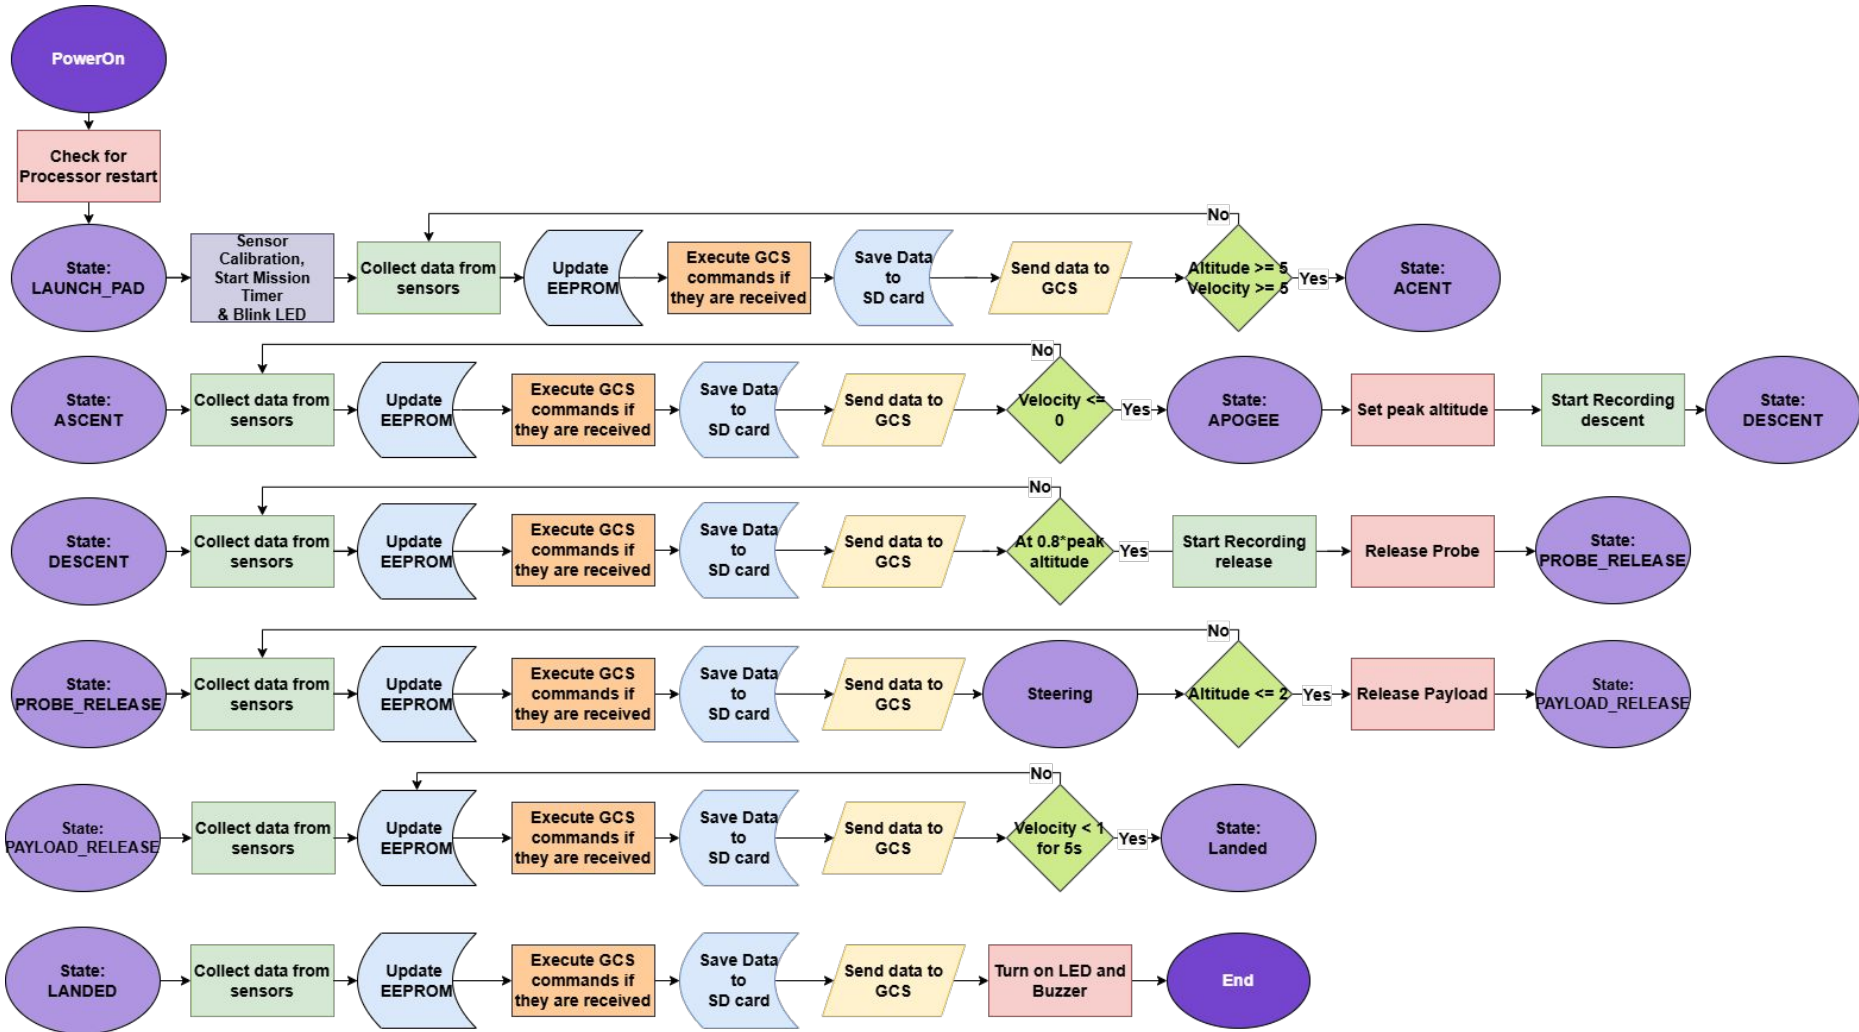 PowerOn
Check for
Processor restart
State:
LAUNCH_PAD
Sensor
Calibration,
Start Mission
Timer
& Blink LED
Collect data from
sensors
Update
EEPROM
Execute GCS
commands if
they are received
Save Data
to
SD card
Send data to
GCS
No
Altitude >= 5
Velocity >= 5
Yes
State:
ACENT
State:
ASCENT
Collect data from
sensors
Update
EEPROM
Execute GCS
commands if
they are received
Save Data
to
SD card
Send data to
GCS
No
Velocity <=
0
Yes
State:
APOGEE
Set peak altitude
Start Recording
descent
State:
DESCENT
State:
DESCENT
Collect data from
sensors
Update
EEPROM
Execute GCS
commands if
they are received
Save Data
to
SD card
Send data to
GCS
No
At 0.8*peak
altitude
Yes
Start Recording
release
Release Probe
State:
PROBE_RELEASE
State:
PROBE_RELEASE
Collect data from
sensors
Update
EEPROM
Execute GCS
commands if
they are received
Save Data
to
SD card
Send data to
GCS
Steering
No
Altitude <= 2
Yes
Release Payload
State:
PAYLOAD_RELEASE
State:
PAYLOAD_RELEASE
Collect data from
sensors
Update
EEPROM
Execute GCS
commands if
they are received
Save Data
to
SD card
Send data to
GCS
No
Velocity < 1
for 5s
Yes
State:
Landed
State:
LANDED
Collect data from
sensors
Update
EEPROM
Execute GCS
commands if
they are received
Save Data
to
SD card
Send data to
GCS
Turn on LED and
Buzzer
End